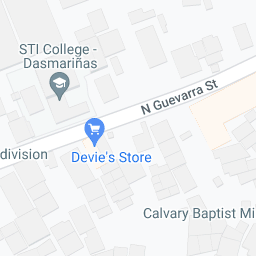 STI College -
Dasmariñas
N Guevarra St
Devie's Store
division
Calvary Baptist Mi